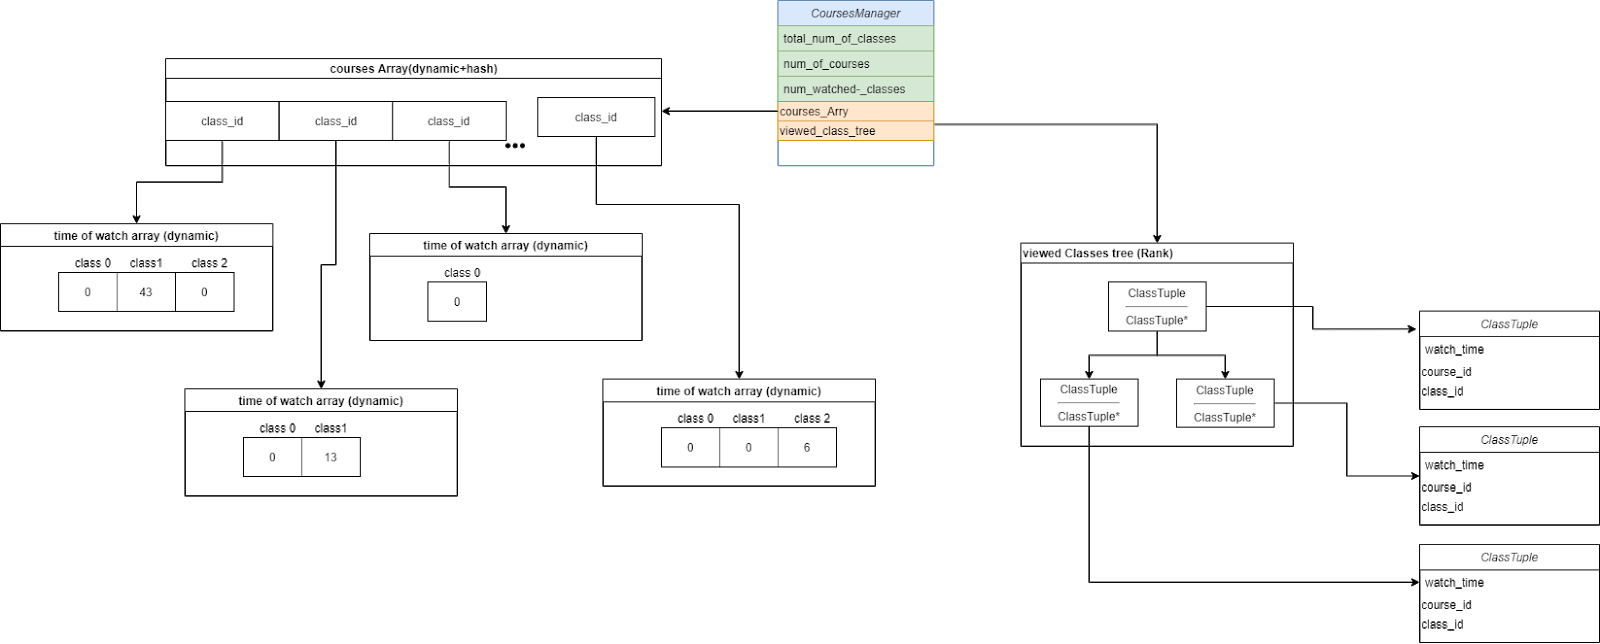 CoursesManager
total_num_of_classes
num_of_courses
num_watched-_classes
courses_Arry
viewed_class_tree
courses Array(dynamic+hash)
class_id class_id class_id ••• class_id
time of watch array (dynamic)
class 0 class1 class 2
0 43 0
time of watch array (dynamic)
class 0
0
time of watch array (dynamic)
class 0 class1
0 13
time of watch array (dynamic)
class 0 class1 class 2
0 0 6
viewed Classes tree (Rank)
ClassTuple
ClassTuple*
ClassTuple
ClassTuple*
ClassTuple
ClassTuple*
ClassTuple
watch_time
course_id
class_id
ClassTuple
watch_time
course_id
class_id
ClassTuple
watch_time
course_id
class_id